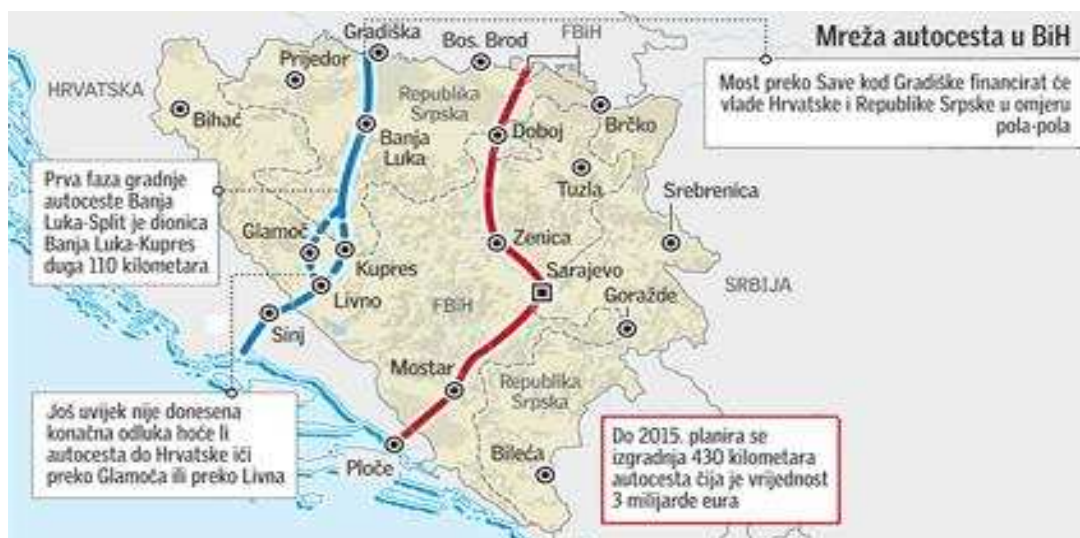 Mreža autocesta u BiH
Most preko Save kod Gradiške financirat će
vlade Hrvatske i Republike Srpske u omjeru
pola-pola
HRVATSKA
Prijedor
Gradiška
Bos. Brod
FBiH
Bihać
Republika
Srpska
Banja
Luka
Doboj
Brčko
Tuzla
Srebrenica
Prva faza gradnje
autoceste Banja
Luka-Split je dionica
Banja Luka-Kupres
duga 110 kilometara
Glamoč
Kupres
Livno
Sinj
Zenica
Sarajevo
Goražde
SRBIJA
FBiH
Mostar
Republika
Srpska
Ploče
Bileća
Još uvijek nije donesena
konačna odluka hoće li
autocesta do Hrvatske iči
preko Glamoča ili preko Livna
Do 2015. planira se
izgradnja 430 kilometara
autocesta čija je vrijednost
3 milijarde eura